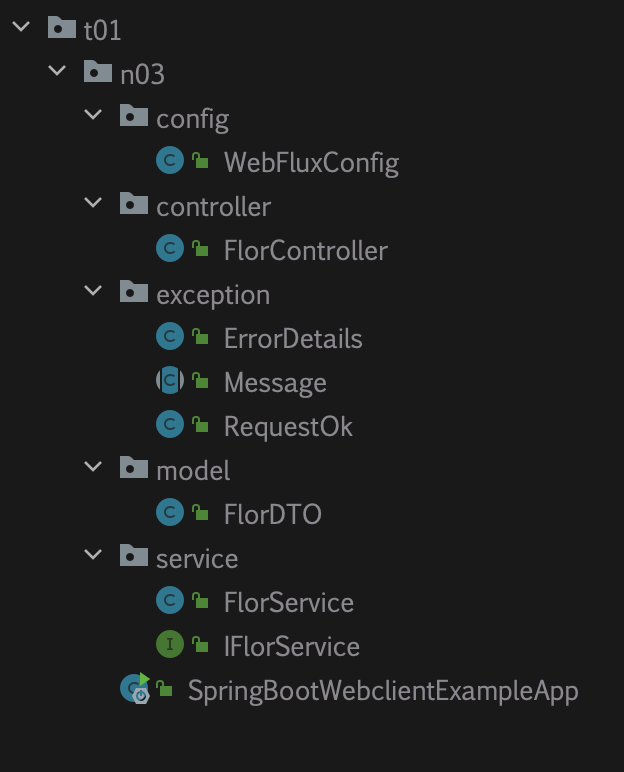 t01
n03
config
WebFluxConfig
controller
FlorController
exception
ErrorDetails
Message
RequestOk
model
FlorDTO
service
FlorService
IFlorService
SpringBootWebclientExampleApp